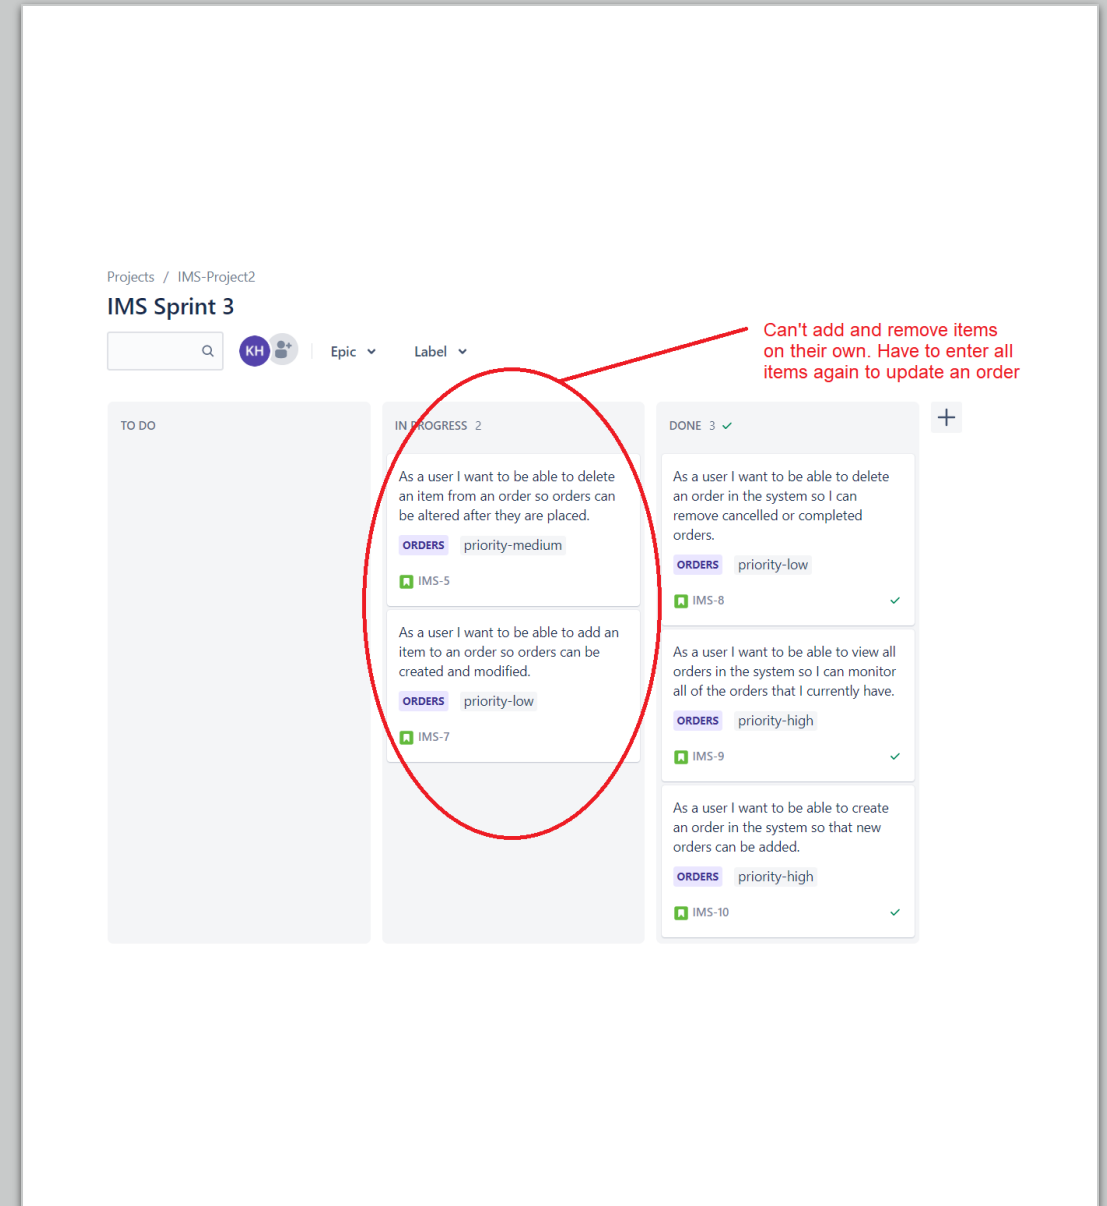 Projects / IMS-Project2
IMS Sprint 3
KH
Epic
Label
Can't add and remove items
on their own. Have to enter all
items again to update an order
TO DO
IN PROGRESS 2
As a user I want to be able to delete
an item from an order so orders can
be altered after they are placed.
ORDERS priority-medium
IMS-5
As a user I want to be able to add an
item to an order so orders can be
created and modified.
ORDERS priority-low
IMS-7
DONE 3
As a user I want to be able to delete
an order in the system so I can
remove cancelled or completed
orders.
ORDERS priority-low
IMS-8
As a user I want to be able to view all
orders in the system so I can monitor
all of the orders that I currently have.
ORDERS priority-high
IMS-9
As a user I want to be able to create
an order in the system so that new
orders can be added.
ORDERS priority-high
IMS-10